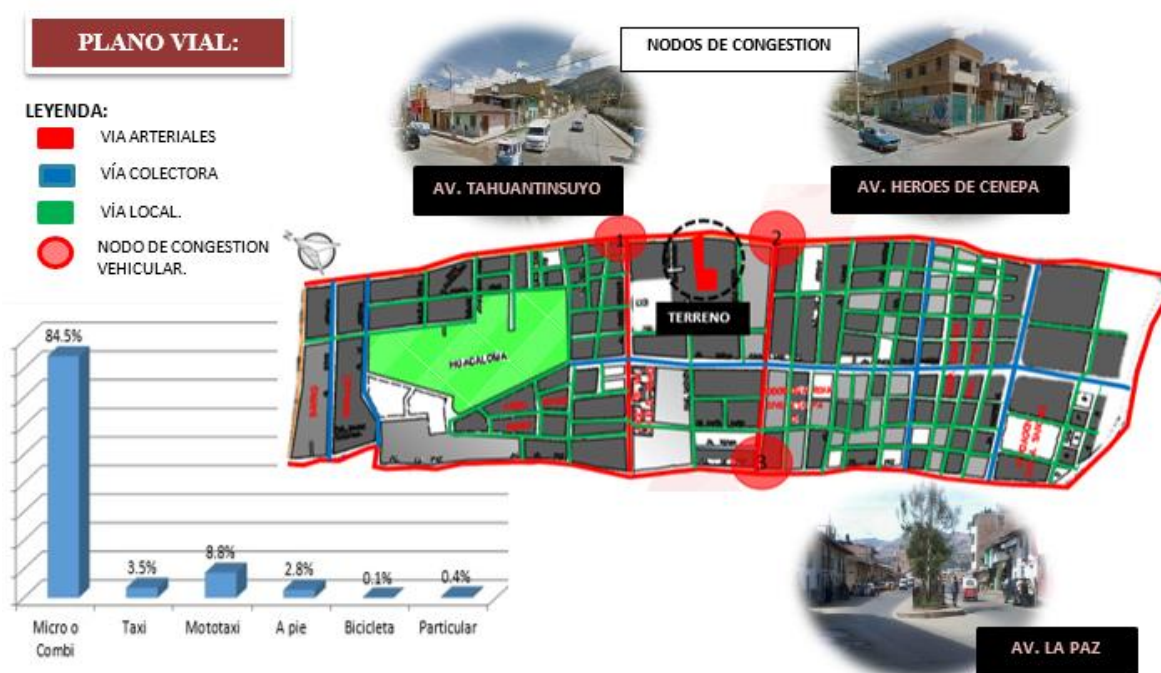 PLANO VIAL:
NODOS DE CONGESTION
LEYENDA:
VIA ARTERIALES
VÍA COLECTORA
VÍA LOCAL.
NODO DE CONGESTION
VEHICULAR.
AV. TAHUANTINSUYO
AV. HEROES DE CENEPA
1
2
TERRENO
HUACALOMA
3
84.5%
3.5%
8.8%
2.8%
0.1%
0.4%
Micro o
Combi
Taxi
Mototaxi
A pie
Bicicleta
Particular
AV. LA PAZ